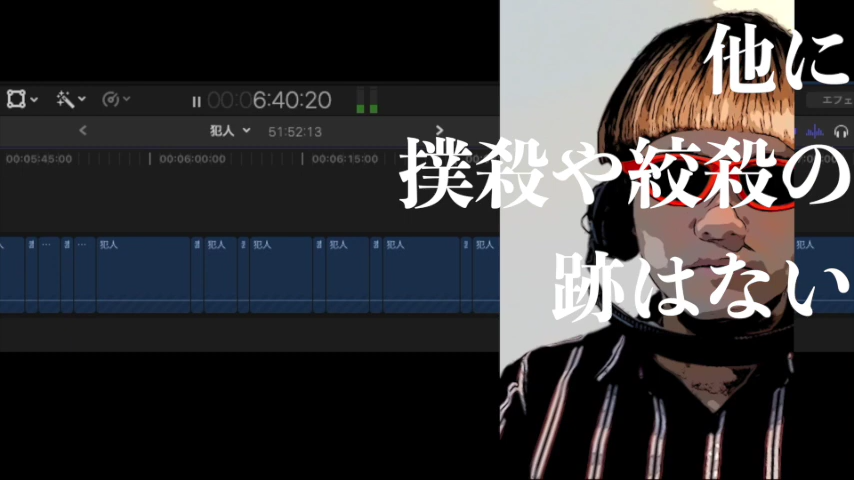 他に
撲殺や絞殺の
跡はない
00:06:40:20
エフェ
犯人
51:52:13
00:05:45:00
00:06:00:00
00:06:15:00
犯人
犯人
犯人
犯人
犯人
犯人
犯人